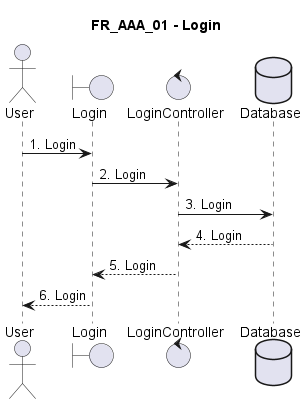 FR_AAA_01 - Login
User Login LoginController Database
1. Login
2. Login
3. Login
4. Login
5. Login
6. Login
User Login LoginController Database